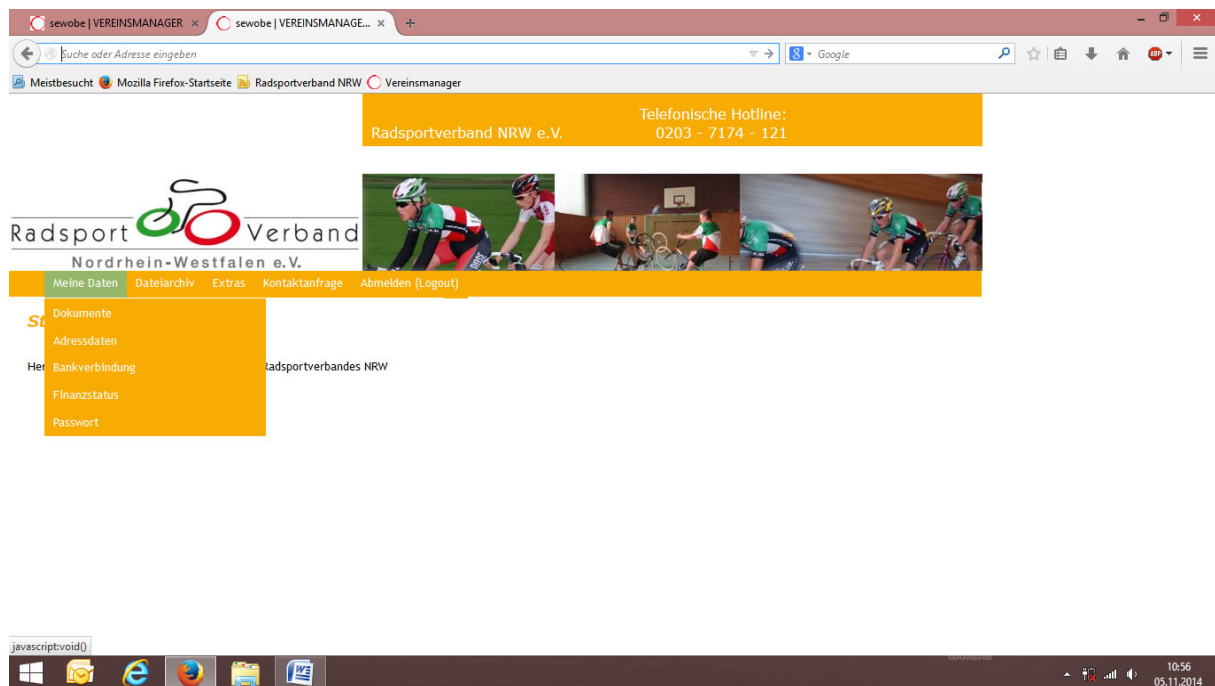 sewobe | VEREINSMANAGER
sewobe | VEREINSMANAGE...
Suche oder Adresse eingeben
Google
Meistbesucht
Mozilla Firefox-Startseite
Radsportverband NRW
Vereinsmanager
Telefonische Hotline:
Radsportverband NRW e.V. 0203 - 7174 - 121
Radsport Verband
Nordrhein-Westfalen e.V.
Meine Daten Dateiarchiv Extras Kontaktanfrage Abmelden (Logout)
St
Dokumente
Adressdaten
Her
Bankverbindung
Radsportverbandes NRW
Finanzstatus
Passwort
javascript:void()
10:56
05.11.2014